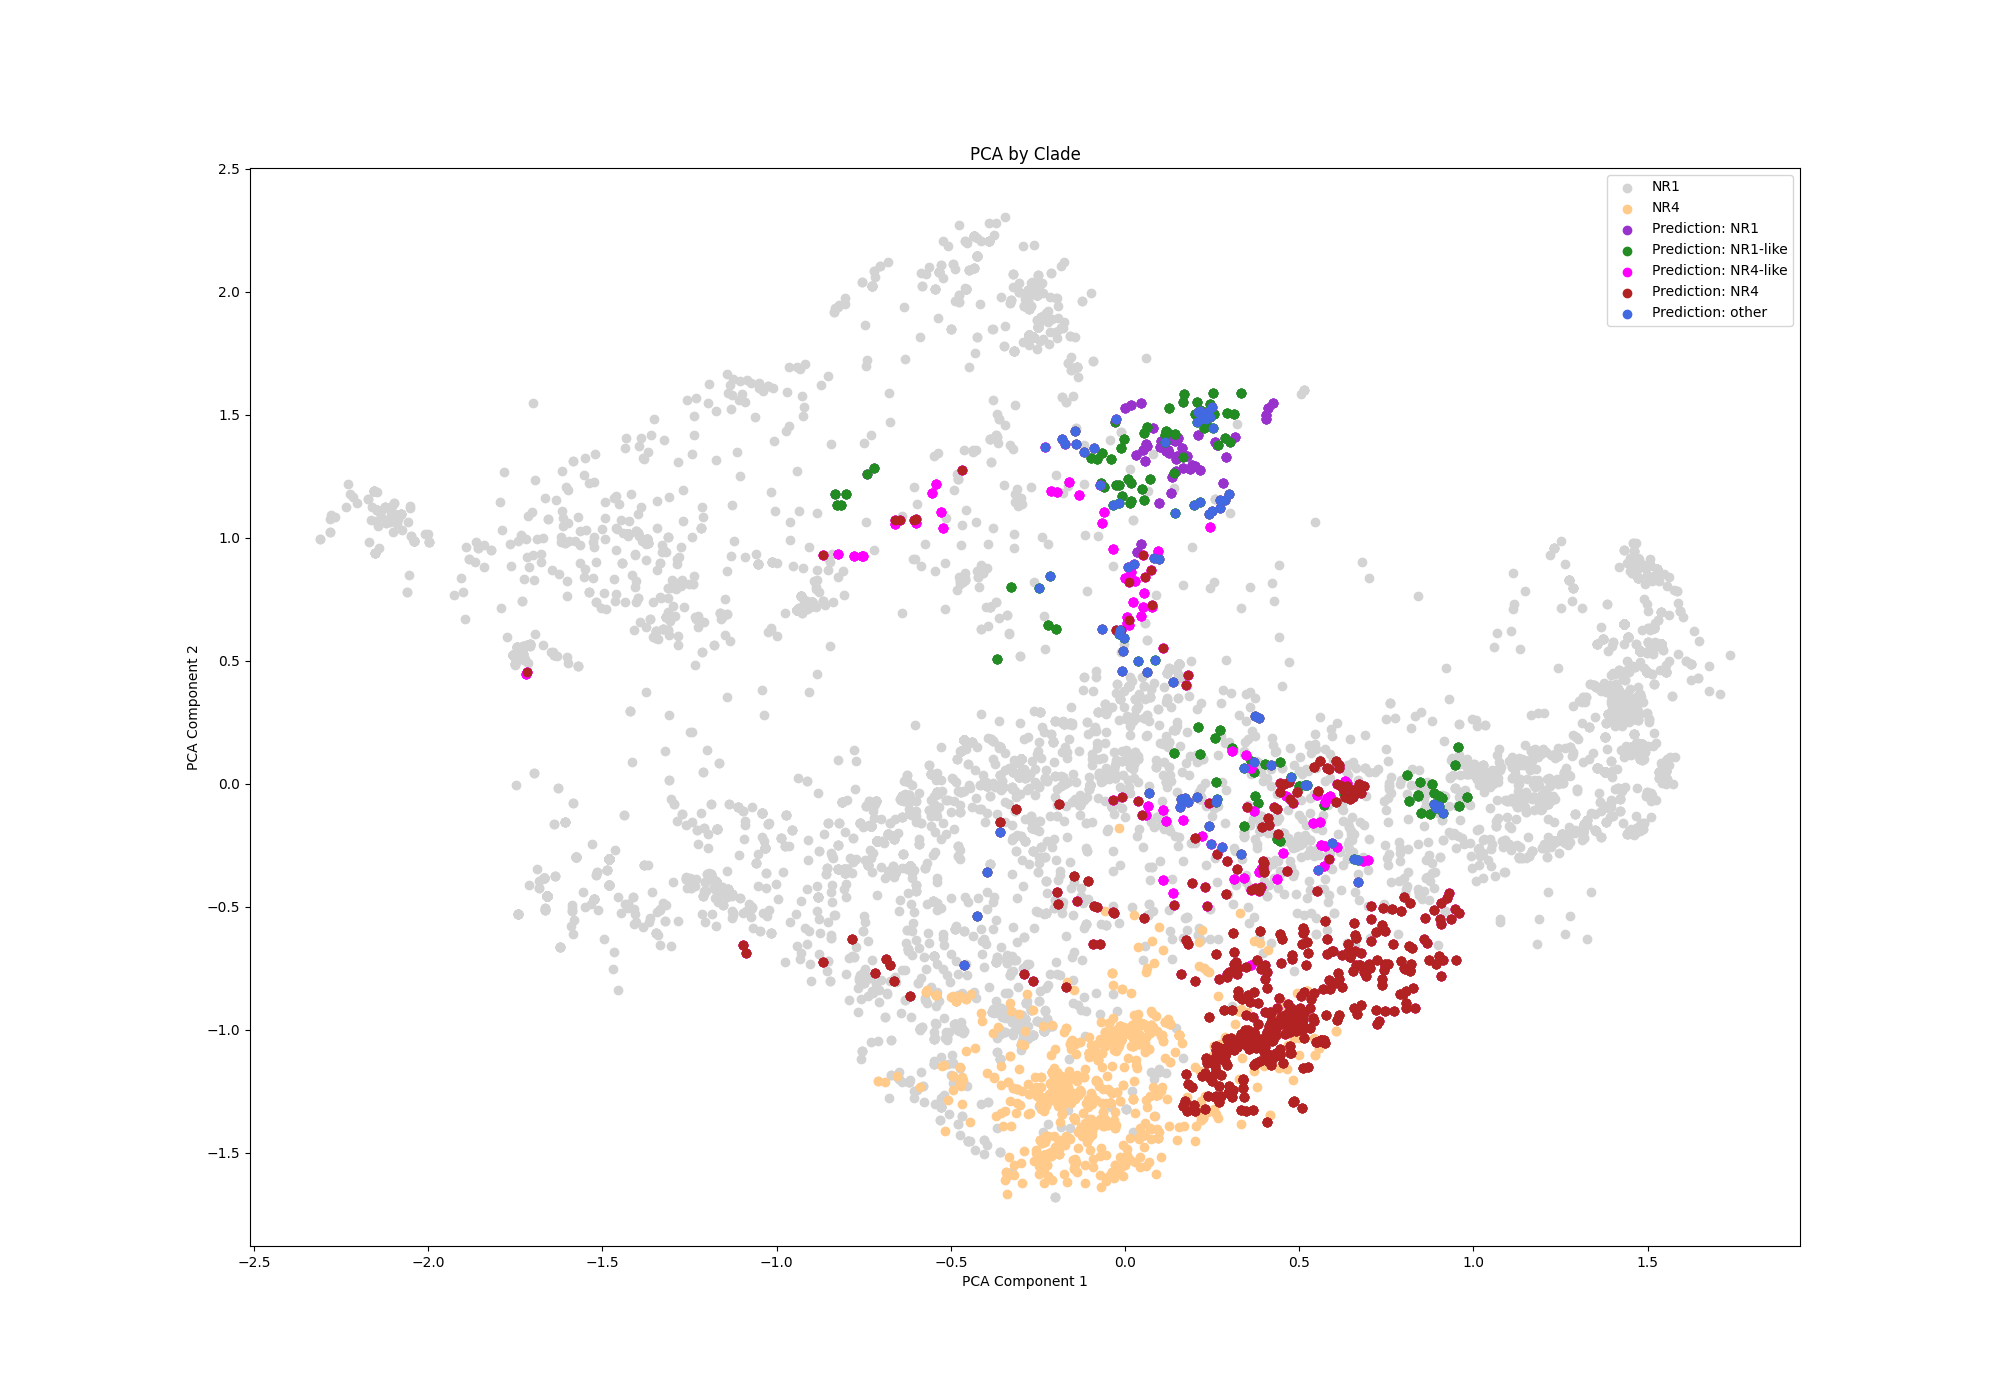 PCA by Clade
2.5
2.0
1.5
1.0
0.5
0.0
−0.5
−1.0
−1.5
PCA Component 2
NR1
NR4
Prediction: NR1
Prediction: NR1-like
Prediction: NR4-like
Prediction: NR4
Prediction: other
−2.5 −2.0 −1.5 −1.0 −0.5 0.0 0.5 1.0 1.5
PCA Component 1